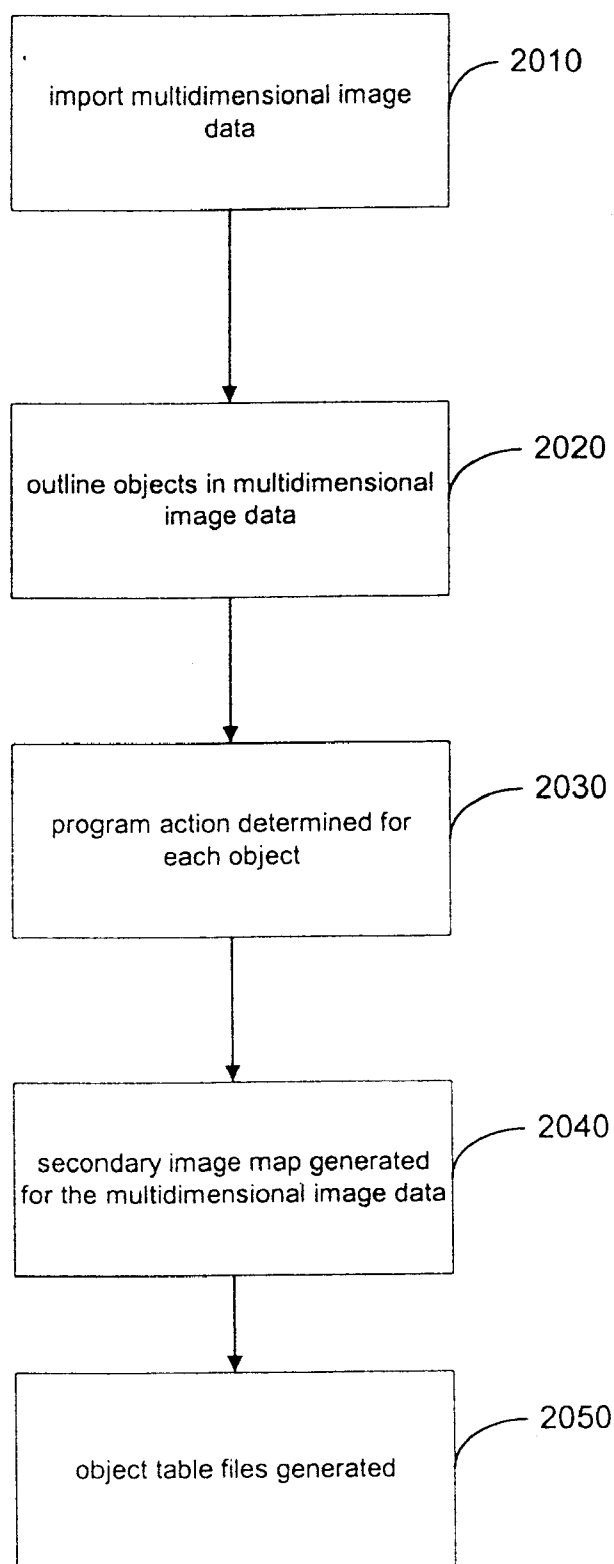 2010
import multidimensional image
data
2020
outline objects in multidimensional
image data
2030
program action determined for
each object
2040
secondary image map generated
for the multidimensional image data
2050
object table files generated